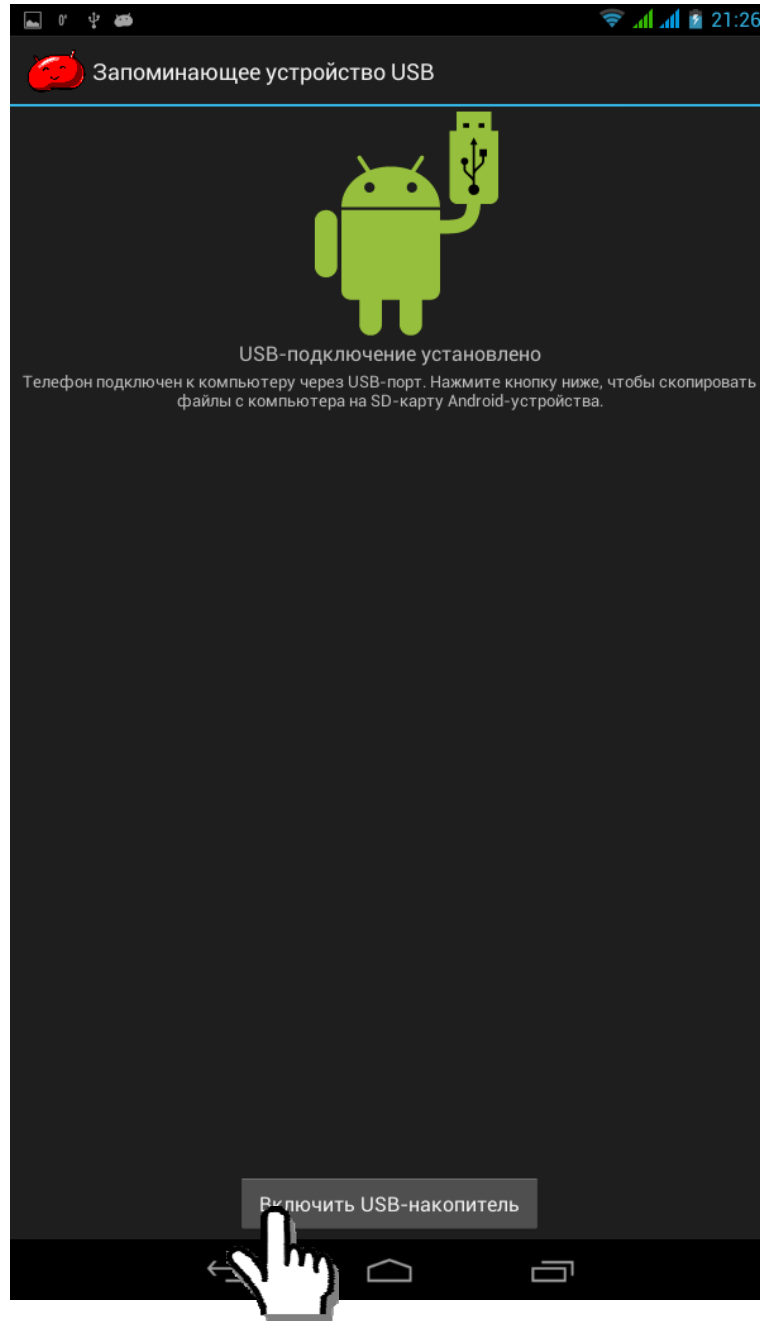 0° 21:26
Запоминающее устройство USB
USB-подключение установлено
Телефон подключен к компьютеру через USB-порт. Нажмите кнопку ниже, чтобы скопировать
файлы с компьютера на SD-карту Android-устройства.
Включить USB-накопитель